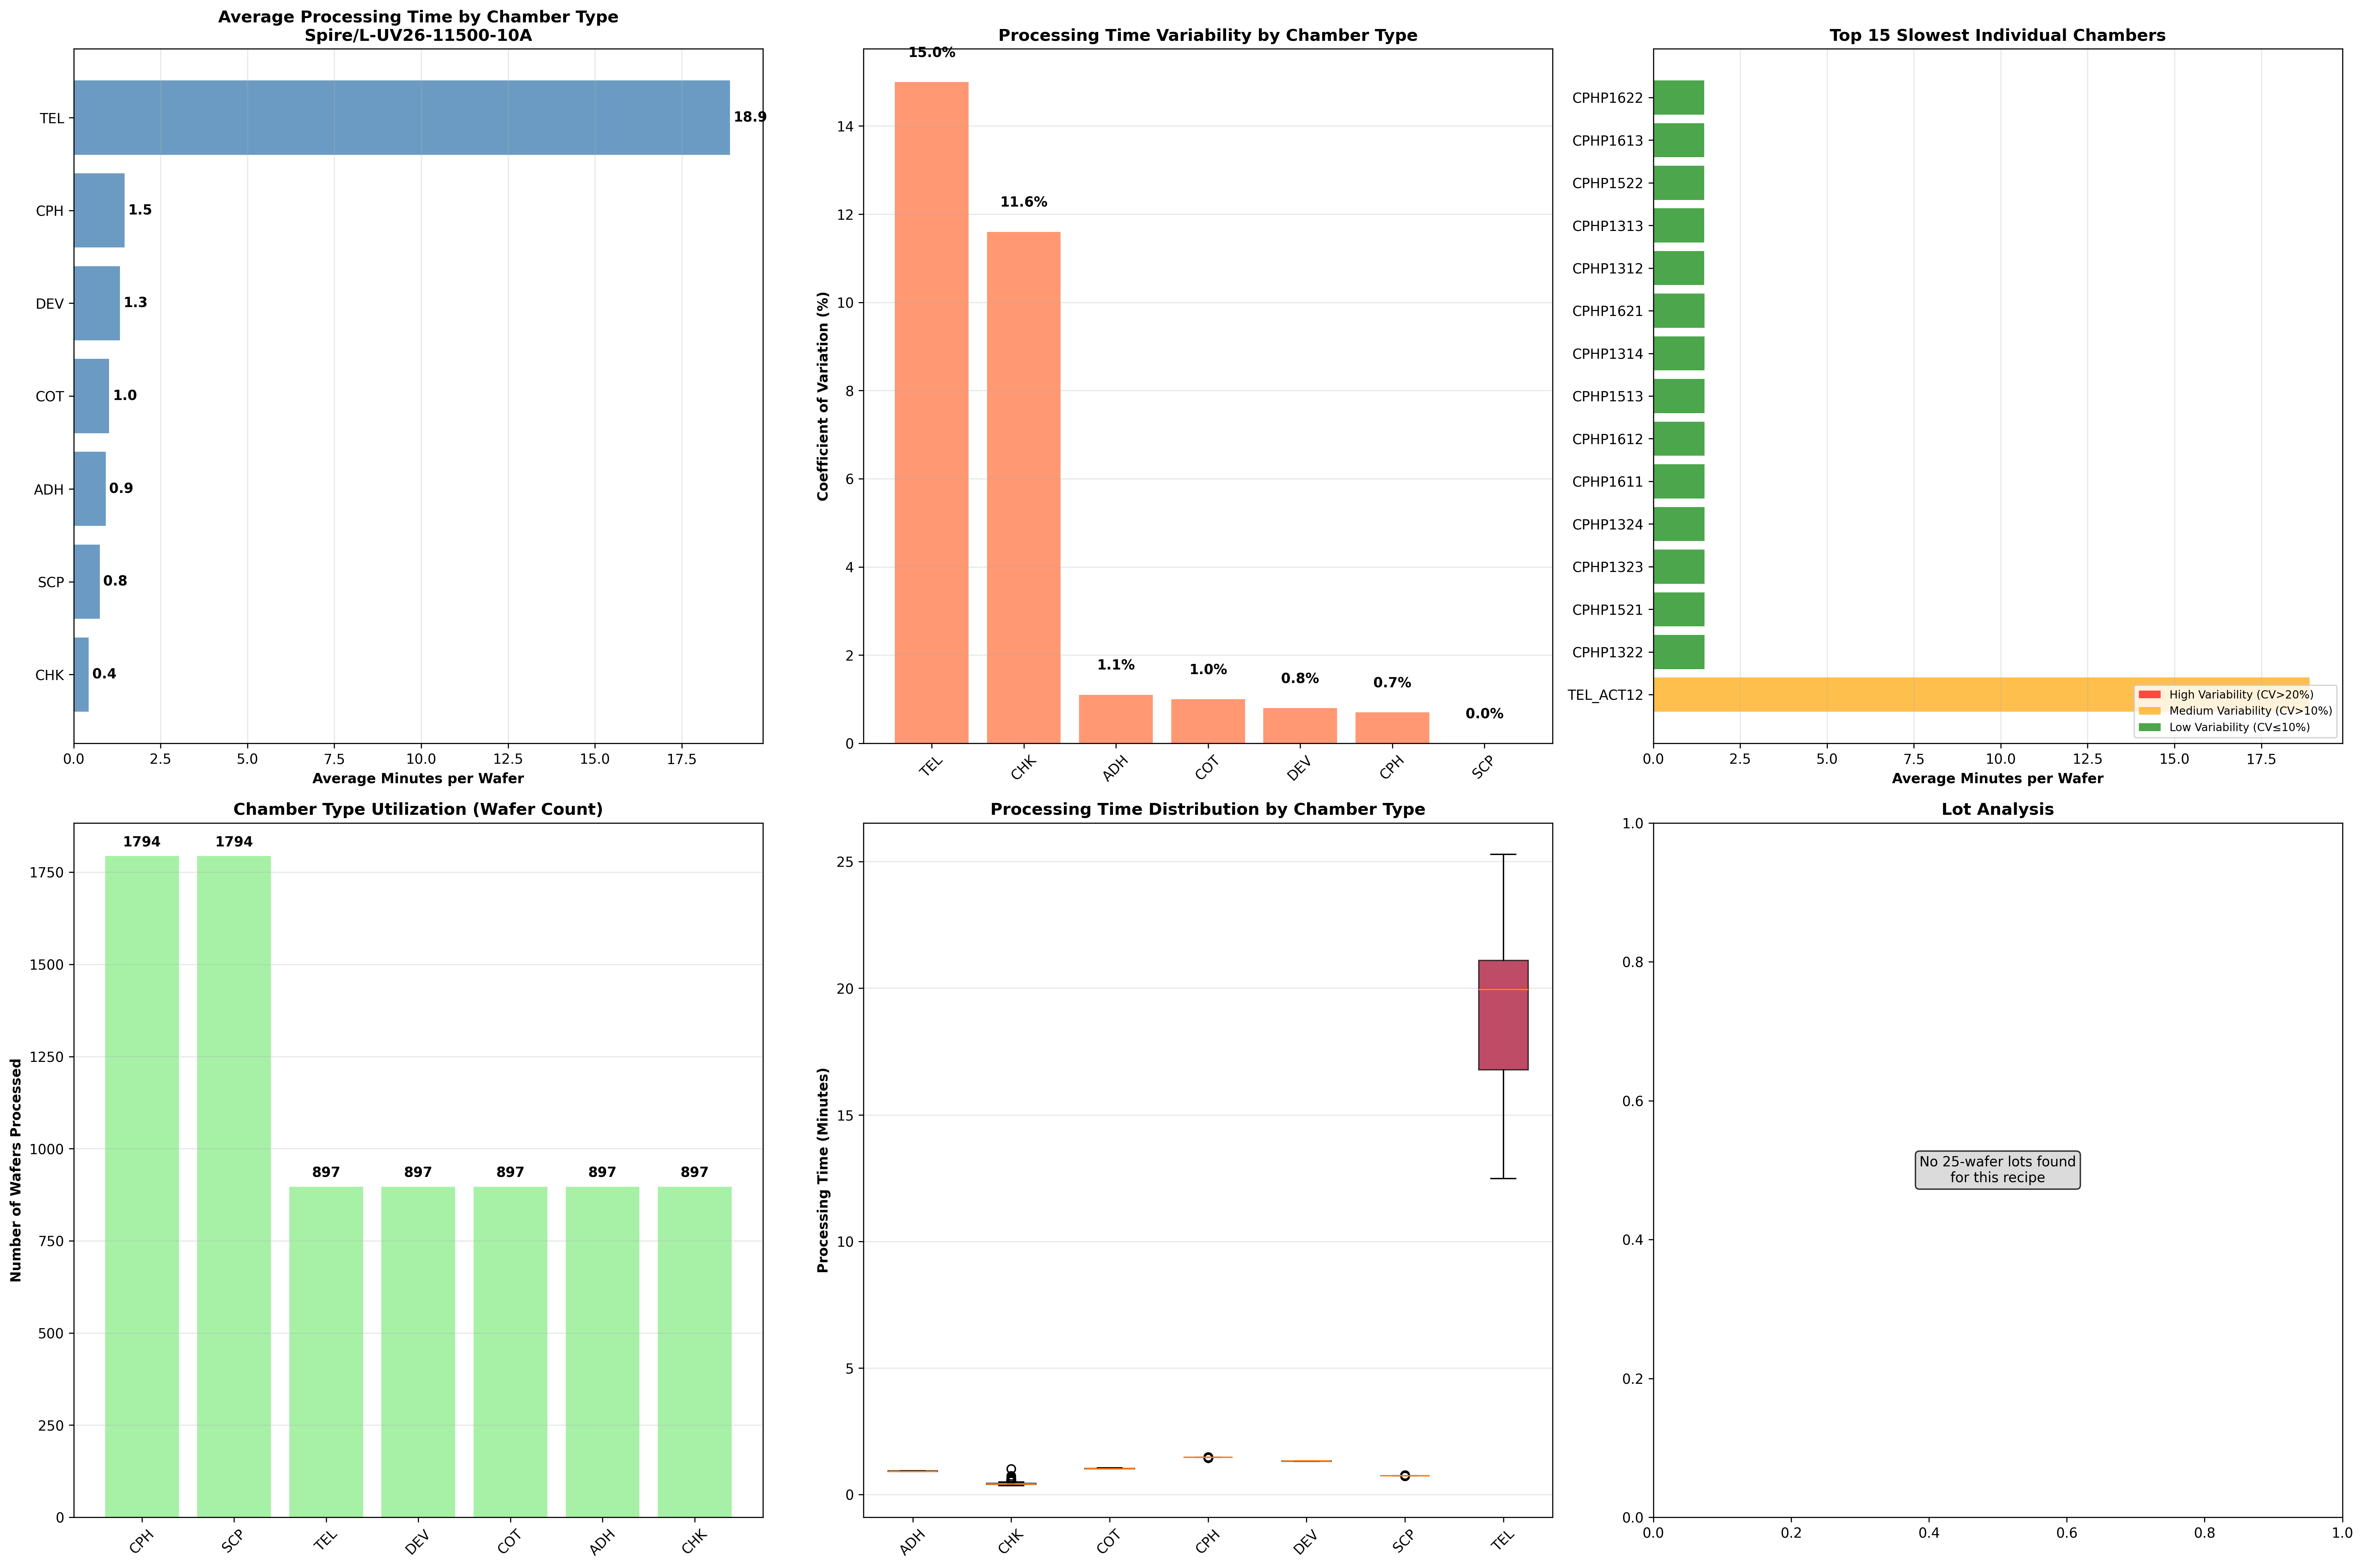 Average Processing Time by Chamber Type
Spire/L-UV26-11500-10A
TEL
18.9
CPH
1.5
DEV
1.3
COT
1.0
ADH
0.9
SCP
0.8
CHK
0.4
0.0 2.5 5.0 7.5 10.0 12.5 15.0 17.5
Average Minutes per Wafer
Processing Time Variability by Chamber Type
Coefficient of Variation (%)
14
12
10
8
6
4
2
0
15.0%
11.6%
1.1%
1.0%
0.8%
0.7%
0.0%
TEL CHK ADH COT DEV CPH SCP
Top 15 Slowest Individual Chambers
CPHP1622
CPHP1613
CPHP1522
CPHP1313
CPHP1312
CPHP1621
CPHP1314
CPHP1513
CPHP1612
CPHP1611
CPHP1324
CPHP1323
CPHP1521
CPHP1322
TEL_ACT12
High Variability (CV>20%)
Medium Variability (CV>10%)
Low Variability (CV≤10%)
0.0 2.5 5.0 7.5 10.0 12.5 15.0 17.5
Average Minutes per Wafer
Chamber Type Utilization (Wafer Count)
Number of Wafers Processed
1750
1500
1250
1000
750
500
250
0
1794 1794 897 897 897 897 897
CPH SCP TEL DEV COT ADH CHK
Processing Time Distribution by Chamber Type
Processing Time (Minutes)
25
20
15
10
5
0
ADH CHK COT CPH DEV SCP TEL
Lot Analysis
1.0
0.8
0.6
0.4
0.2
0.0
No 25-wafer lots found
for this recipe
0.0 0.2 0.4 0.6 0.8 1.0